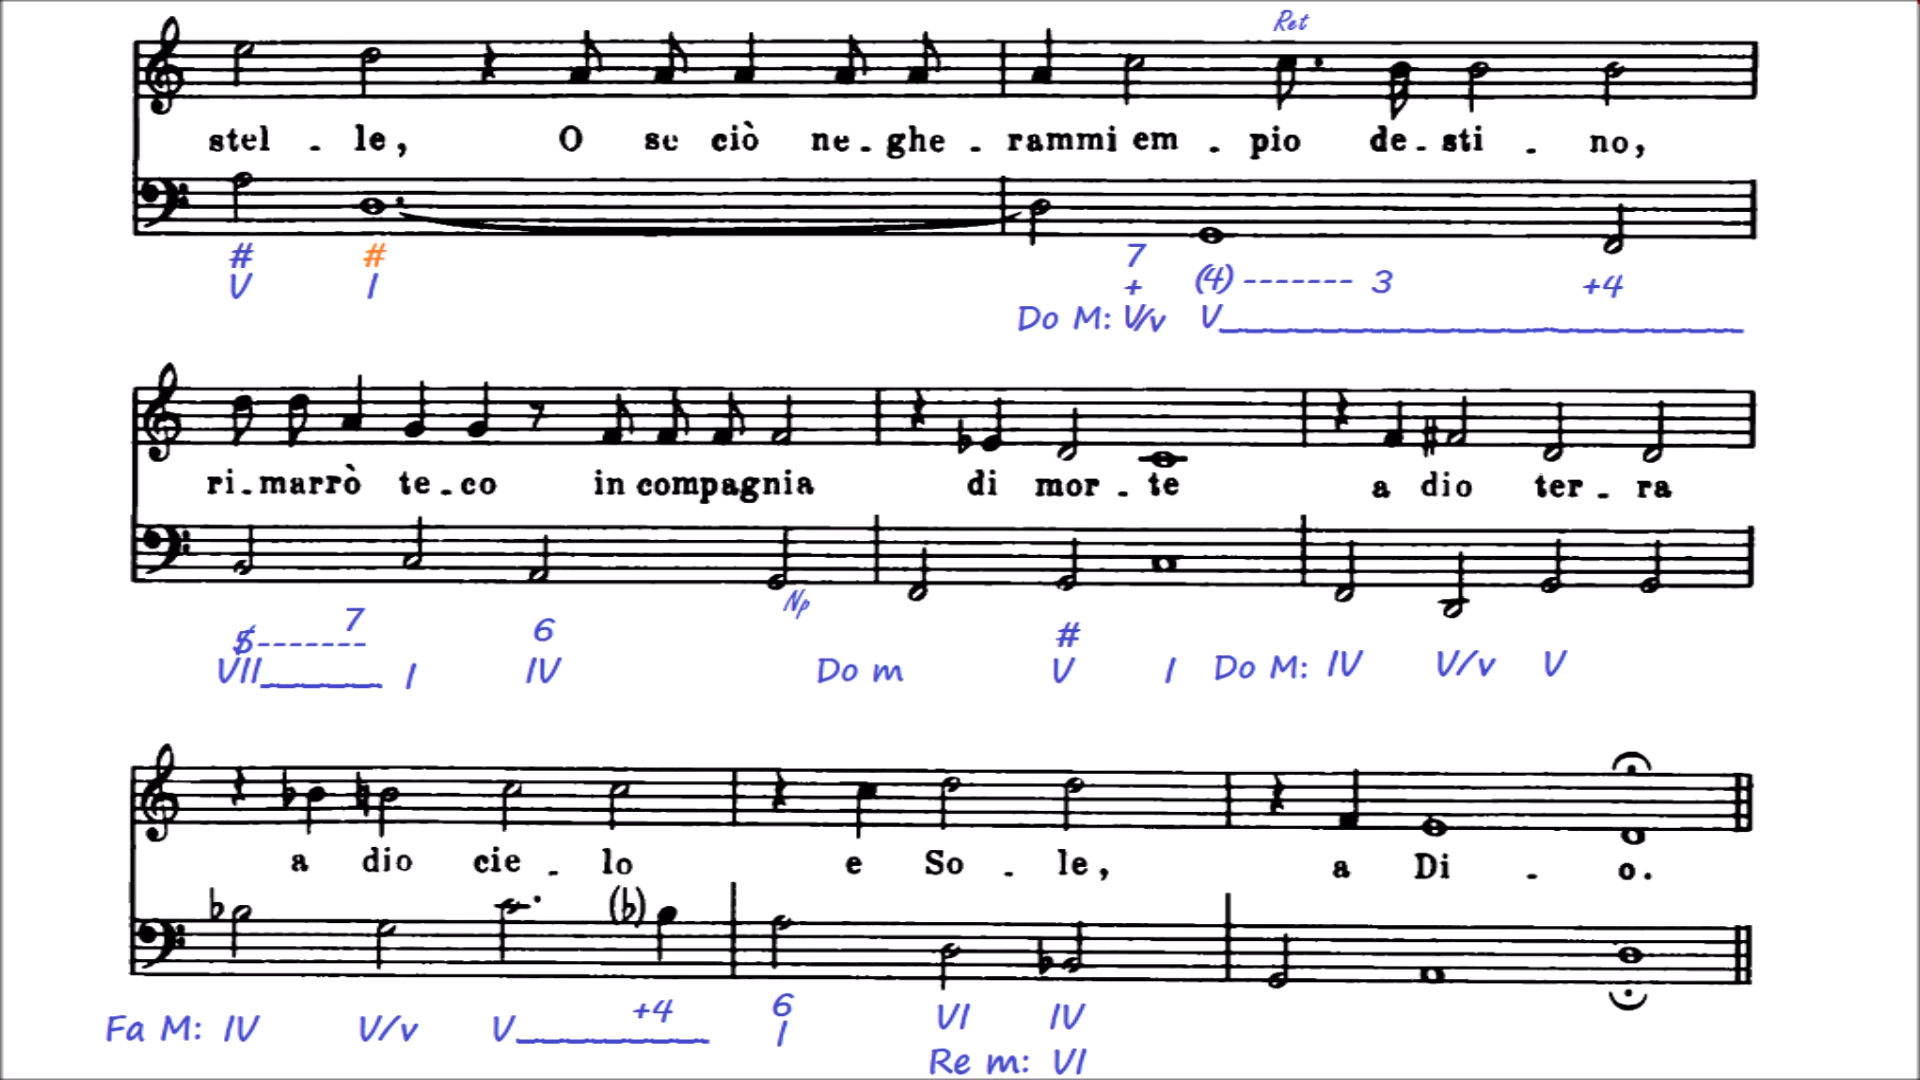 Ret
stel - le, O se ciò ne - ghe - rammi em - pio de - sti - no,
# #
V I
7
+ (4) ------- 3 +4
Do M: V/v V
ri - marrò te - co in compagnia di mor - te a dio ter - ra
Np
7 6 #
5-------
VII I IV Do m V I Do M: IV V/v V
a dio cie - lo e So - le, a Di - o.
(b)
+4 6
Fa M: IV V/v V I VI IV
Re m: VI